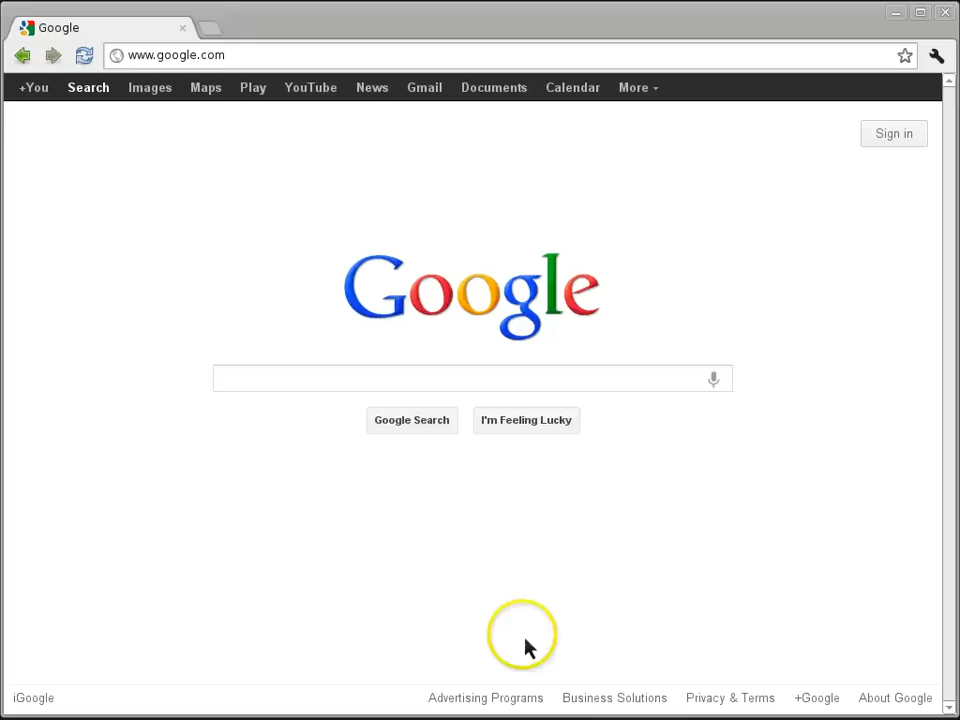 Google
www.google.com
+You Search Images Maps Play YouTube News Gmail Documents Calendar More
Sign in
Google
Google Search I'm Feeling Lucky
iGoogle Advertising Programs Business Solutions Privacy & Terms +Google About Google